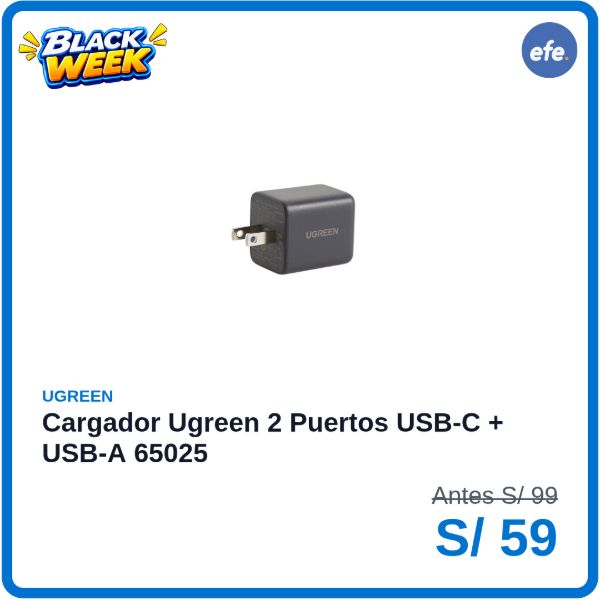 BLACK
WEEK
efe.
UGREEN
UGREEN
Cargador Ugreen 2 Puertos USB-C +
USB-A 65025
Antes S/ 99
S/ 59